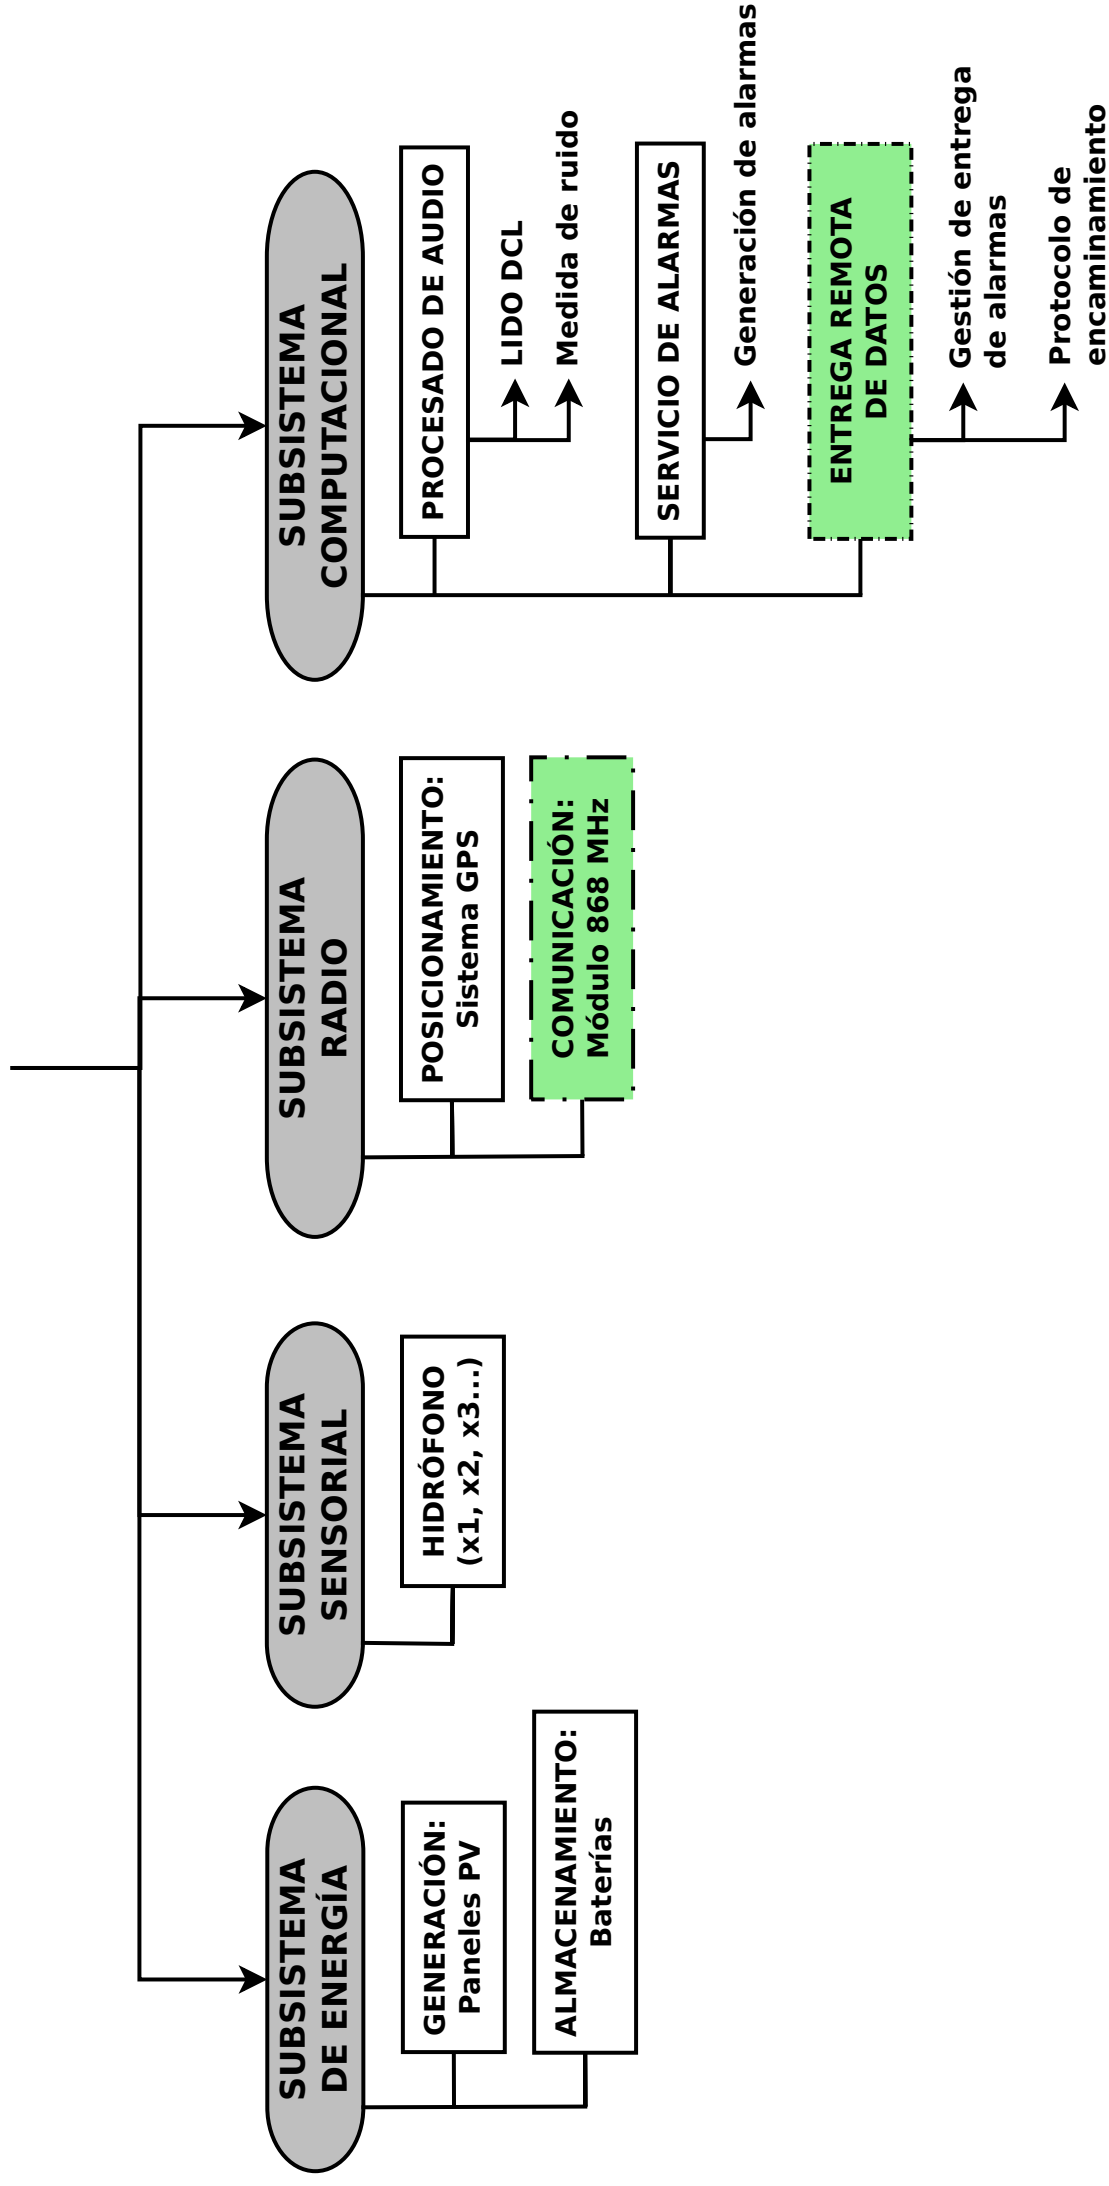 SUBSISTEMA
DE ENERGÍA
GENERACIÓN:
Paneles PV
ALMACENAMIENTO:
Baterías
SUBSISTEMA
SENSORIAL
HIDRÓFONO
(x1, x2, x3...)
SUBSISTEMA
RADIO
POSICIONAMIENTO:
Sistema GPS
COMUNICACIÓN:
Módulo 868 MHz
SUBSISTEMA
COMPUTACIONAL
PROCESADO DE AUDIO
LIDO DCL
Medida de ruido
SERVICIO DE ALARMAS
Generación de alarmas
ENTREGA REMOTA
DE DATOS
Gestión de entrega
de alarmas
Protocolo de
encaminamiento